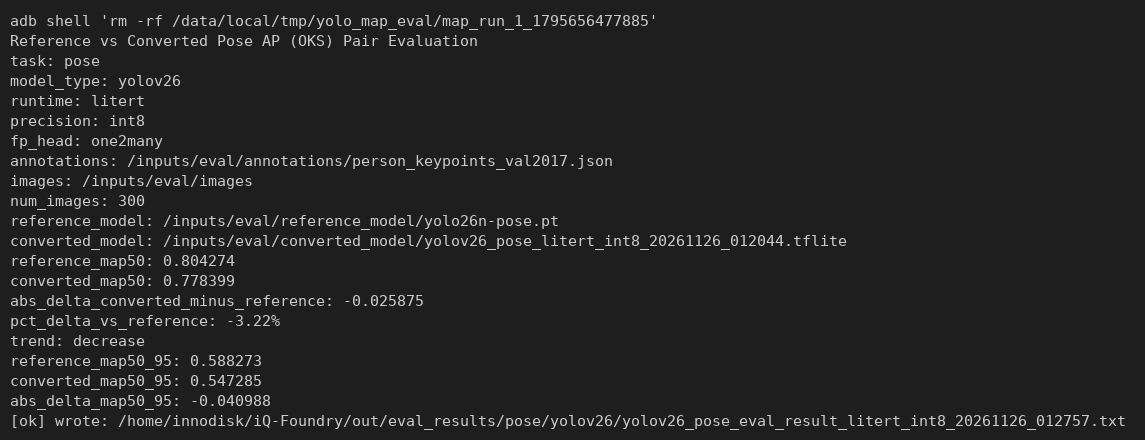 adb shell 'rm -rf /data/local/tmp/yolo_map_eval/map_run_1_1795656477885'
Reference vs Converted Pose AP (OKS) Pair Evaluation
task: pose
model_type: yolov26
runtime: litert
precision: int8
fp_head: one2many
annotations: /inputs/eval/annotations/person_keypoints_val2017.json
images: /inputs/eval/images
num_images: 300
reference_model: /inputs/eval/reference_model/yolo26n-pose.pt
converted_model: /inputs/eval/converted_model/yolov26_pose_litert_int8_20261126_012044.tflite
reference_map50: 0.804274
converted_map50: 0.778399
abs_delta_converted_minus_reference: -0.025875
pct_delta_vs_reference: -3.22%
trend: decrease
reference_map50_95: 0.588273
converted_map50_95: 0.547285
abs_delta_map50_95: -0.040988
[ok] wrote: /home/innodisk/iQ-Foundry/out/eval_results/pose/yolov26/yolov26_pose_eval_result_litert_int8_20261126_012757.txt